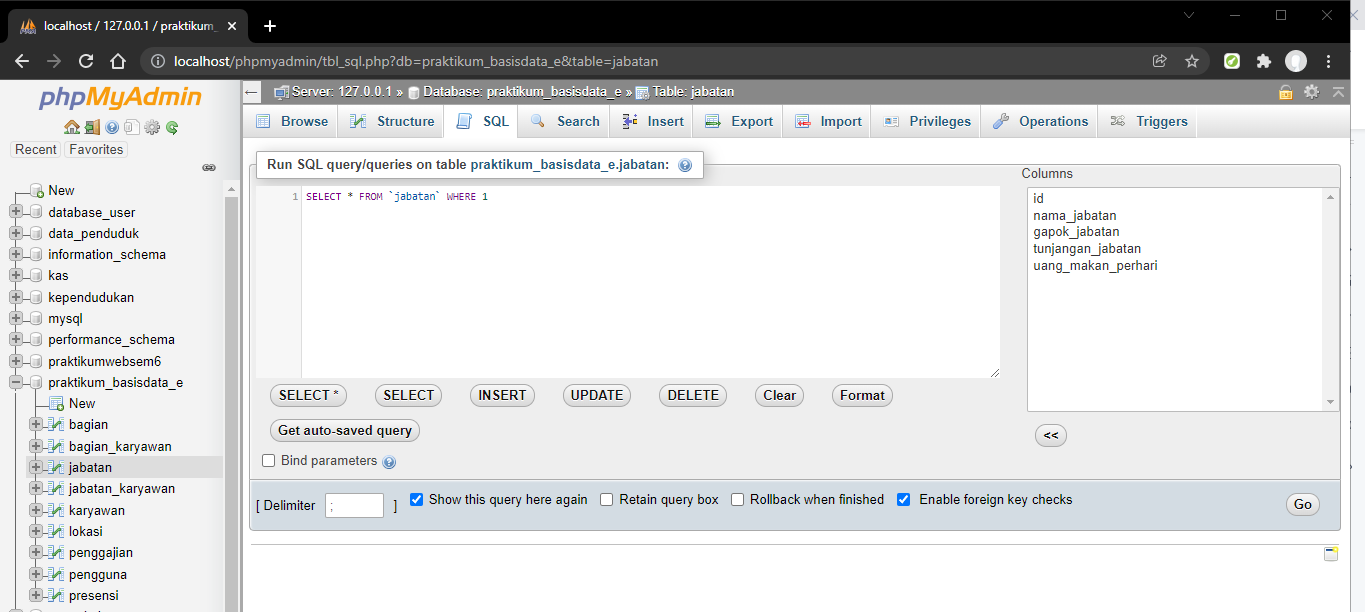 localhost / 127.0.0.1 / praktikum_
localhost/phpmyadmin/tbl_sql.php?db=praktikum_basisdata_e&table=jabatan
phpMyAdmin
Recent Favorites
New
database_user
data_penduduk
information_schema
kas
kependudukan
mysql
performance_schema
praktikumwebsem6
praktikum_basisdata_e
New
bagian
bagian_karyawan
jabatan
jabatan_karyawan
karyawan
lokasi
penggajian
pengguna
presensi
Server: 127.0.0.1 » Database: praktikum_basisdata_e » Table: jabatan
Browse Structure SQL Search Insert Export Import Privileges Operations Triggers
Run SQL query/queries on table praktikum_basisdata_e.jabatan:
1 SELECT * FROM `jabatan` WHERE 1
Columns
id
nama_jabatan
gapok_jabatan
tunjangan_jabatan
uang_makan_perhari
SELECT * SELECT INSERT UPDATE DELETE Clear Format
Get auto-saved query
<<
Bind parameters
[ Delimiter ; ] Show this query here again Retain query box Rollback when finished Enable foreign key checks
Go